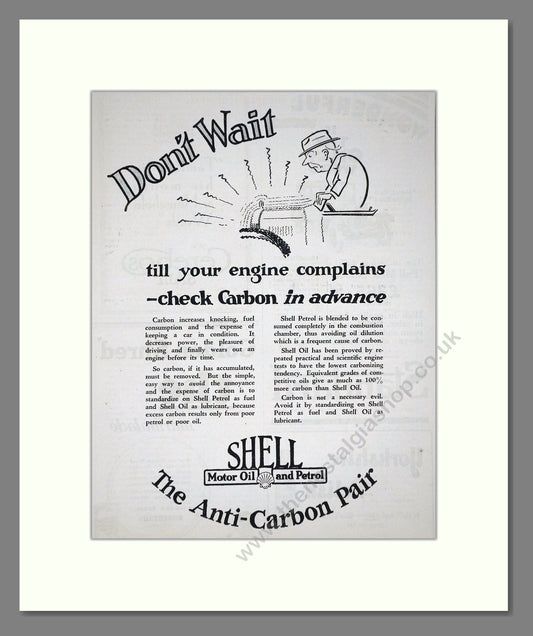 Don't Wait
till your engine complains
-check Carbon in advance
Carbon increases knocking, fuel
consumption and the expense of
keeping a car in condition. It
decreases power, the pleasure of
driving and finally wears out an
engine before its time.
So carbon, if it has accumulated,
must be removed. But the simple,
easy way to avoid the annoyance
and the expense of carbon is to
standardize on Shell Petrol as fuel
and Shell Oil as lubricant, because
excess carbon results only from poor
petrol or poor oil.
Shell Petrol is blended to be con-
sumed completely in the combustion
chamber, thus avoiding oil dilution
which is a frequent cause of carbon.
Shell Oil has been proved by re-
peated practical and scientific engine
tests to have the lowest carbonizing
tendency. Equivalent grades of com-
petitive oils give as much as 100%
more carbon than Shell Oil.
Carbon is not a necessary evil.
Avoid it by standardizing on Shell
Petrol as fuel and Shell Oil as
lubricant.
SHELL
Motor Oil and Petrol
The Anti-Carbon Pair
www.thenostalgiashop.co.uk